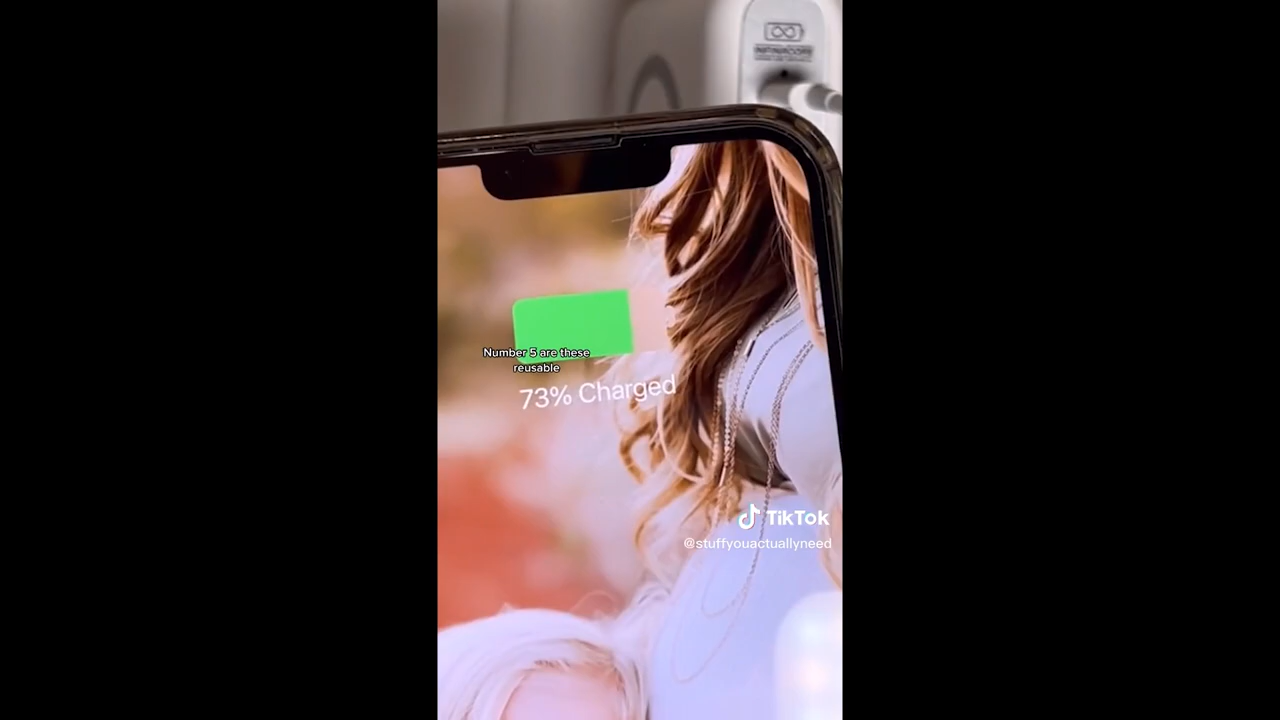 Number 5 are these
reusable
73% Charged
TikTok
@stuffyouactuallyneed